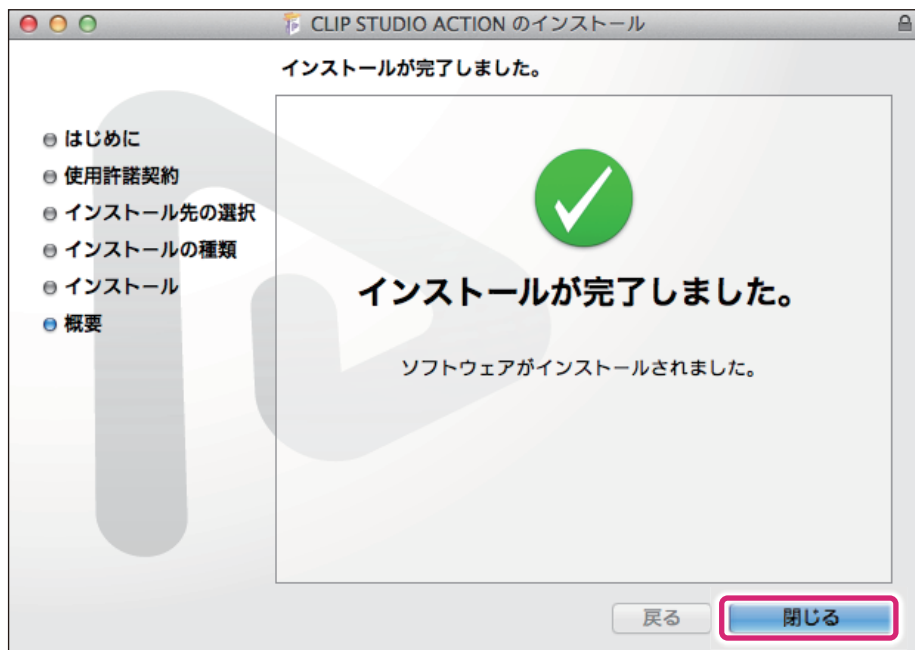 CLIP STUDIO ACTION のインストール
インストールが完了しました。
はじめに
使用許諾契約
インストール先の選択
インストールの種類
インストール
概要
インストールが完了しました。
ソフトウェアがインストールされました。
戻る
閉じる